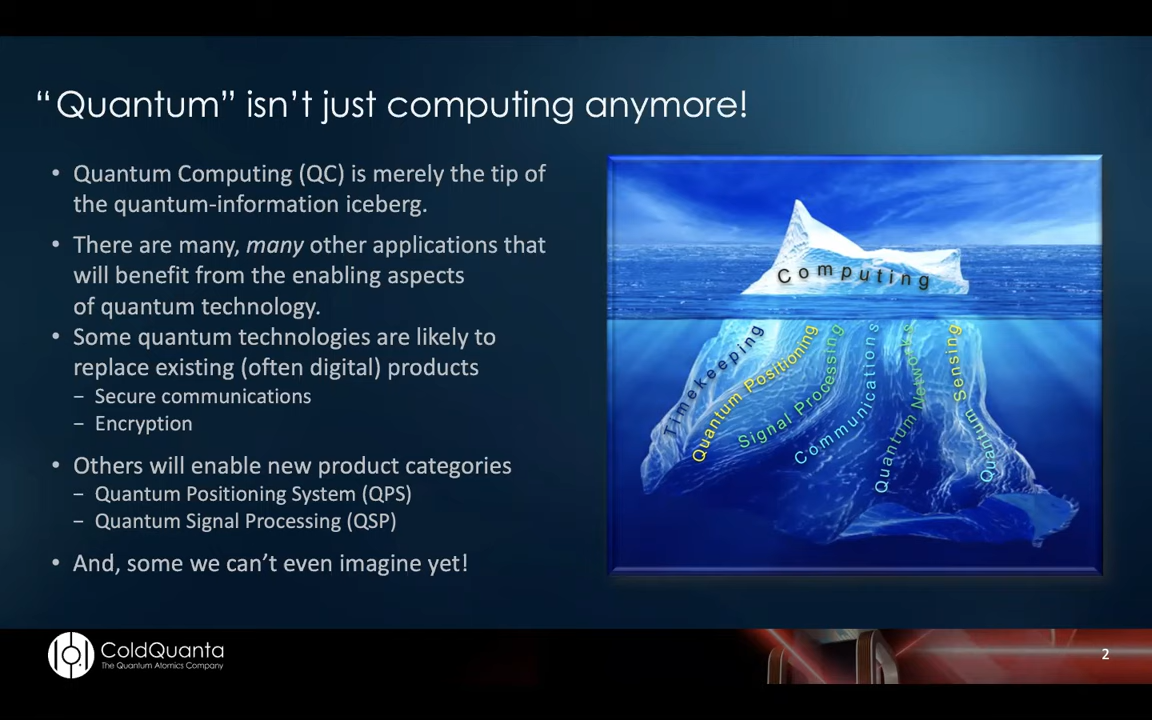 “Quantum” isn’t just computing anymore!
• Quantum Computing (QC) is merely the tip of
the quantum-information iceberg.
• There are many, many other applications that
will benefit from the enabling aspects
of quantum technology.
• Some quantum technologies are likely to
replace existing (often digital) products
− Secure communications
− Encryption
• Others will enable new product categories
− Quantum Positioning System (QPS)
− Quantum Signal Processing (QSP)
• And, some we can’t even imagine yet!
Computing
Timekeeping
Quantum Positioning
Signal Processing
Communications
Quantum Networks
Quantum Sensing
ColdQuanta
The Quantum Atomics Company
2